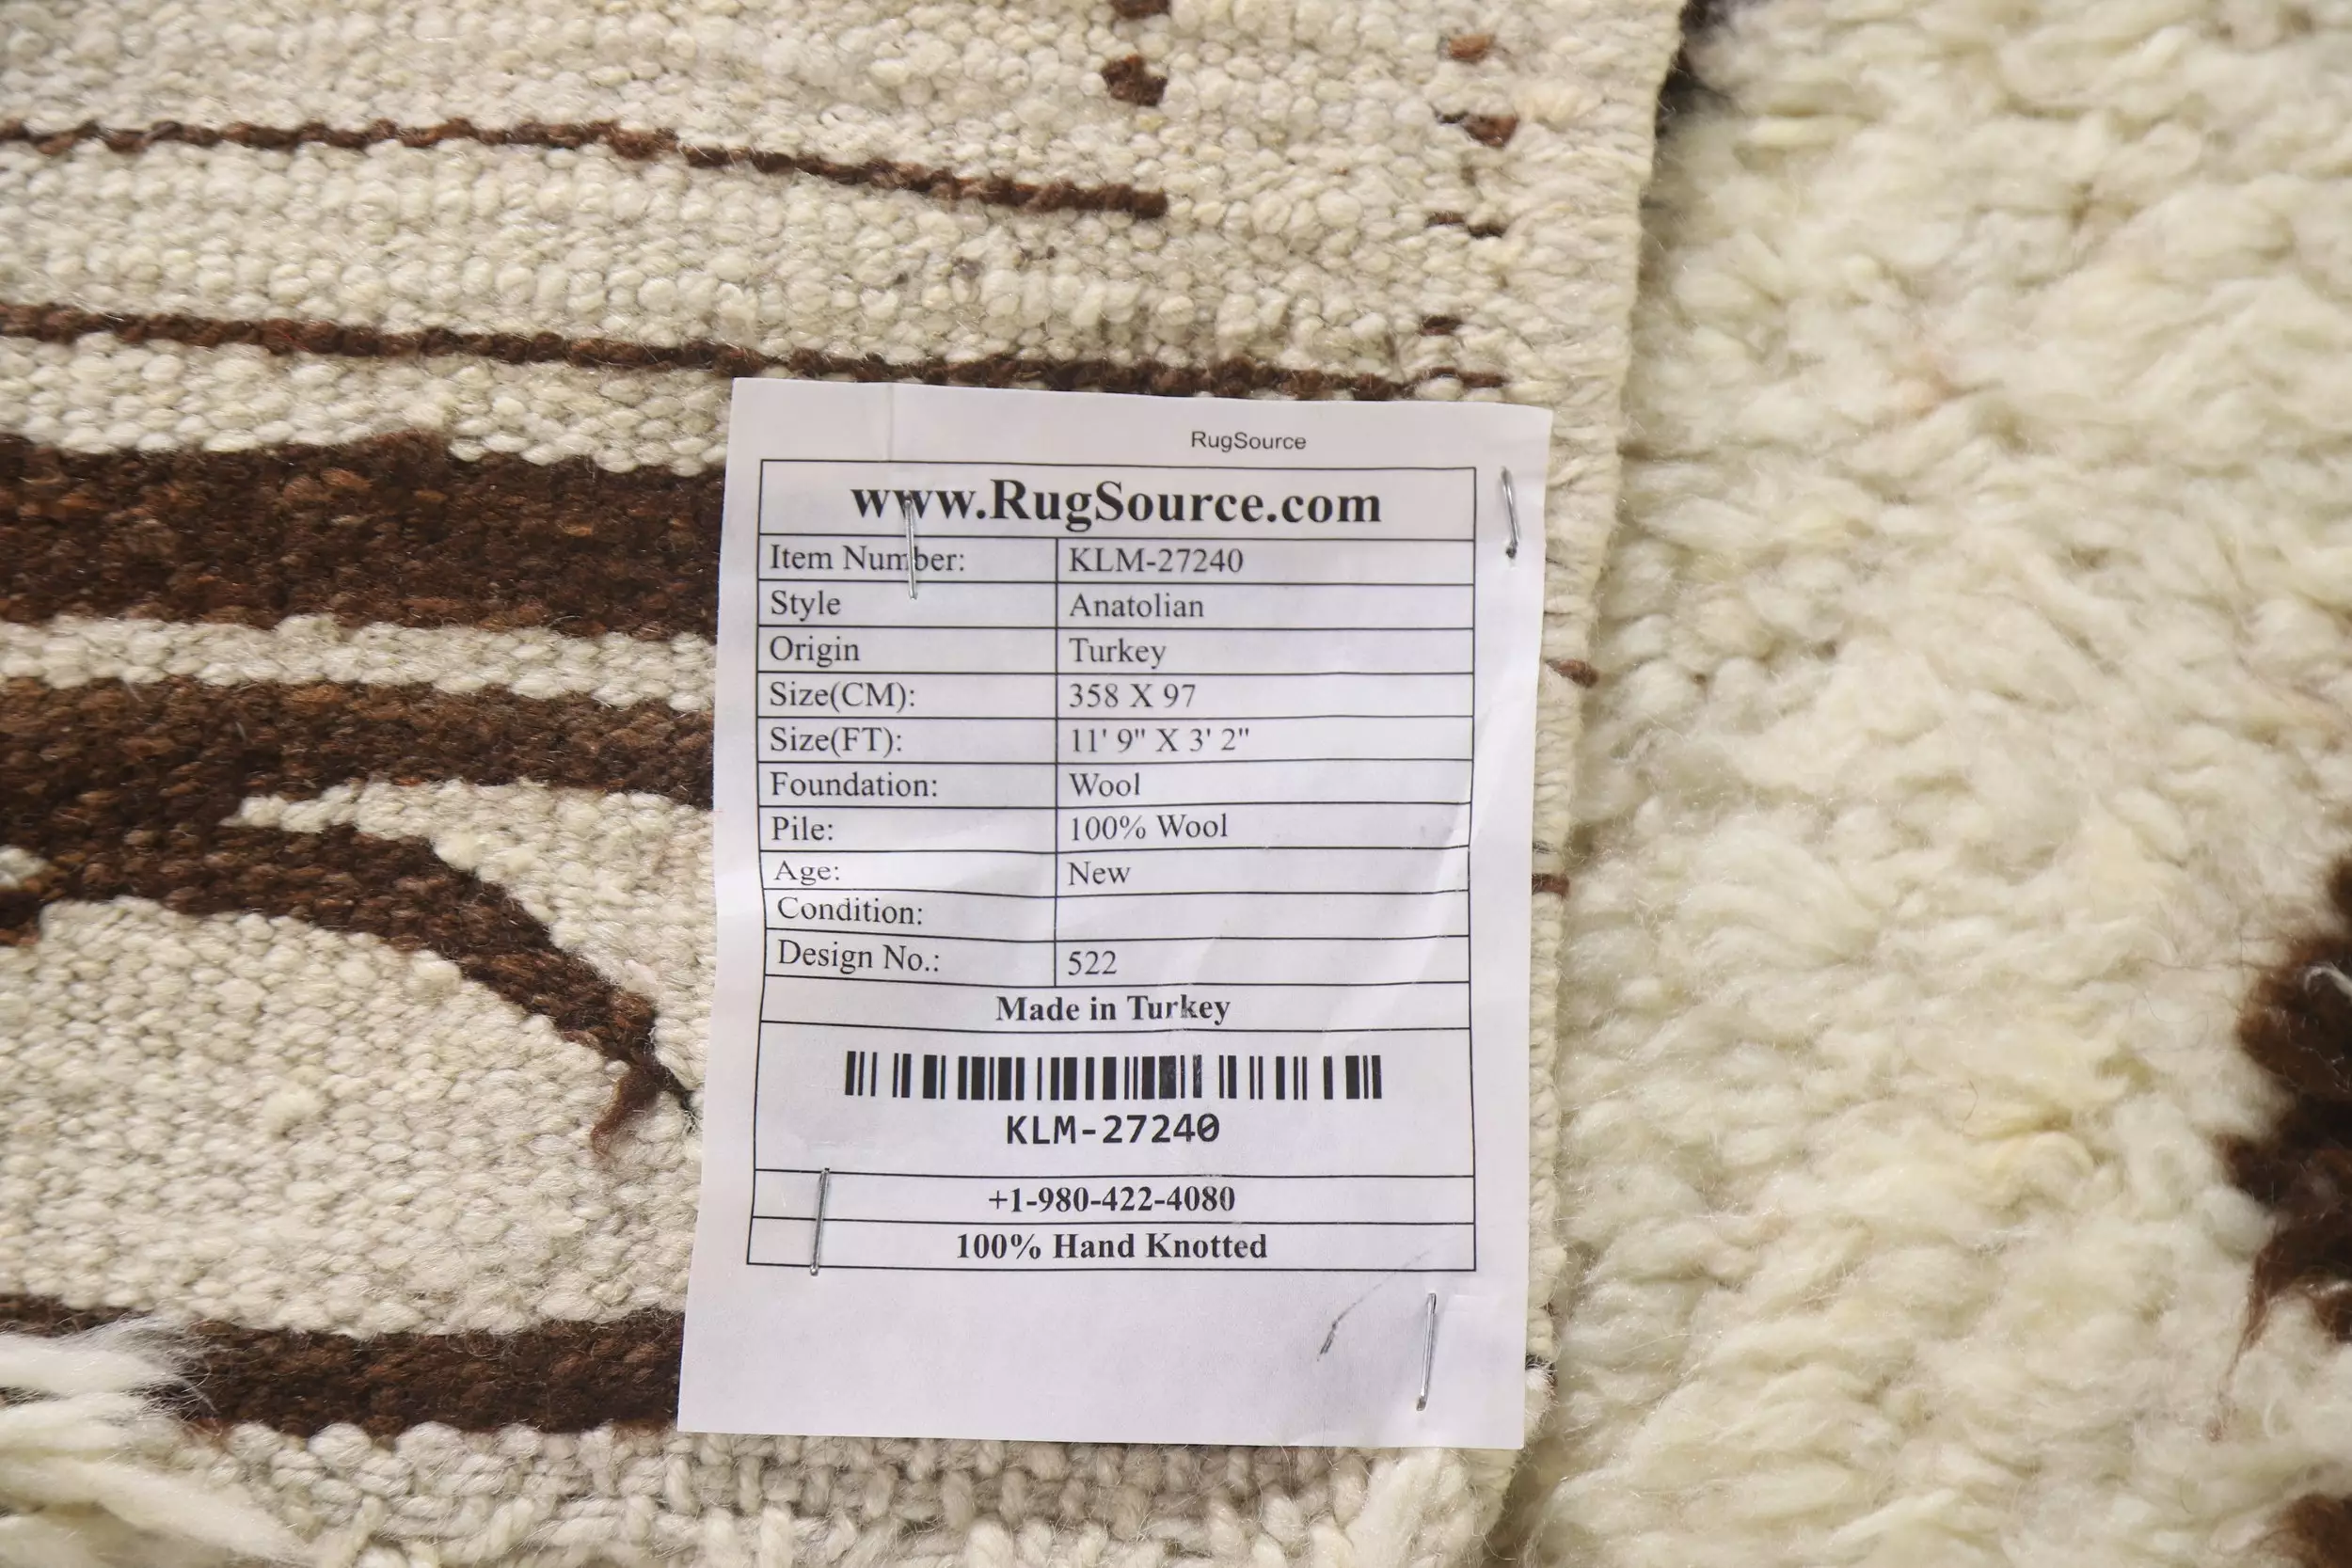 RugSource
www.RugSource.com
Item Number: KLM-27240
Style Anatolian
Origin Turkey
Size(CM): 358 X 97
Size(FT): 11' 9" X 3' 2"
Foundation: Wool
Pile: 100% Wool
Age: New
Condition:
Design No.: 522
Made in Turkey
KLM-27240
+1-980-422-4080
100% Hand Knotted